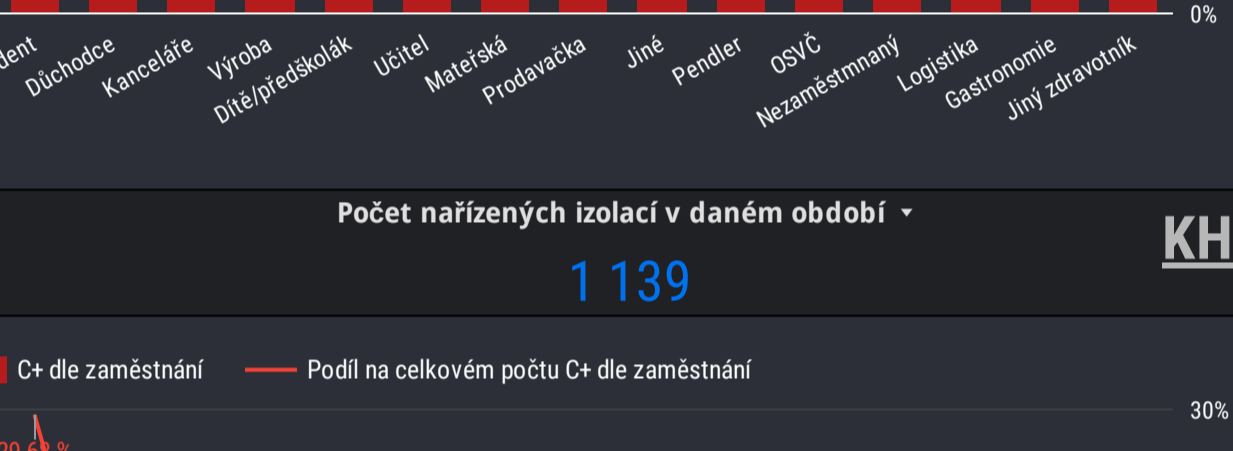 0%
Důchodce
Kanceláře
Výroba
Dítě/předškolák
Učitel
Mateřská
Prodavačka
Jiné
Pendler
OSVČ
Nezaměstmnaný
Logistika
Gastronomie
Jiný zdravotník
Počet nařízených izolací v daném období
KH
1 139
C+ dle zaměstnání
Podíl na celkovém počtu C+ dle zaměstnání
30%